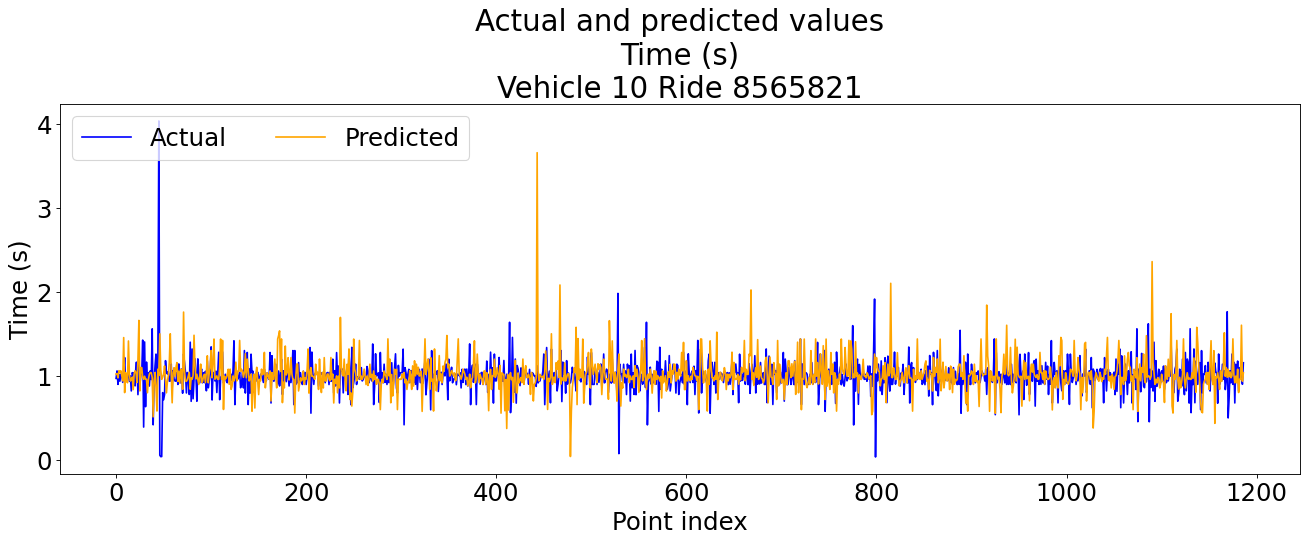 Actual and predicted values
Time (s)
Vehicle 10 Ride 8565821
Actual
Predicted
Time (s)
4
3
2
1
0
0
200
400
600
800
1000
1200
Point index